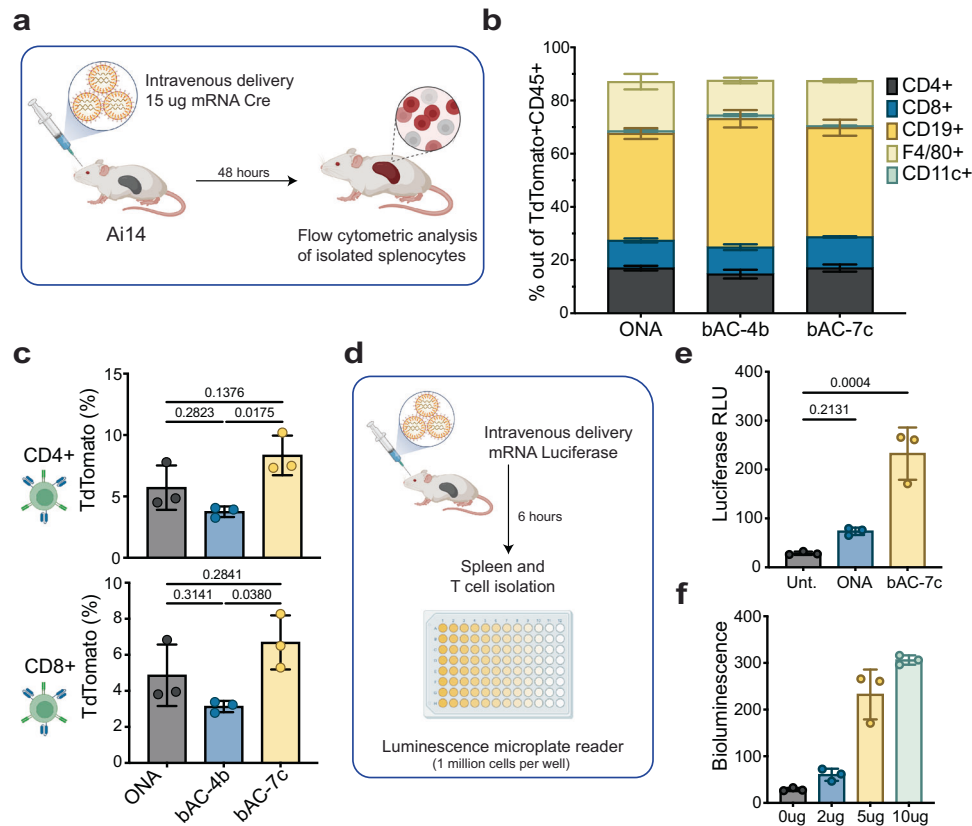 a
Intravenous delivery
15 ug mRNA Cre
48 hours
Ai14
Flow cytometric analysis
of isolated splenocytes
b
% out of TdTomato+CD45+
100
80
60
40
20
0
ONA
bAC-4b
bAC-7c
CD4+
CD8+
CD19+
F4/80+
CD11c+
c
CD4+
TdTomato (%)
15
10
5
0
0.1376
0.2823
0.0175
CD8+
TdTomato (%)
10
8
6
4
2
0
0.2841
0.3141
0.0380
ONA
bAC-4b
bAC-7c
d
Intravenous delivery
mRNA Luciferase
6 hours
Spleen and
T cell isolation
Luminescence microplate reader
(1 million cells per well)
e
Luciferase RLU
400
300
200
100
0
0.0004
0.2131
Unt.
ONA
bAC-7c
f
Bioluminescence
300
200
100
0
0ug
2ug
5ug
10ug